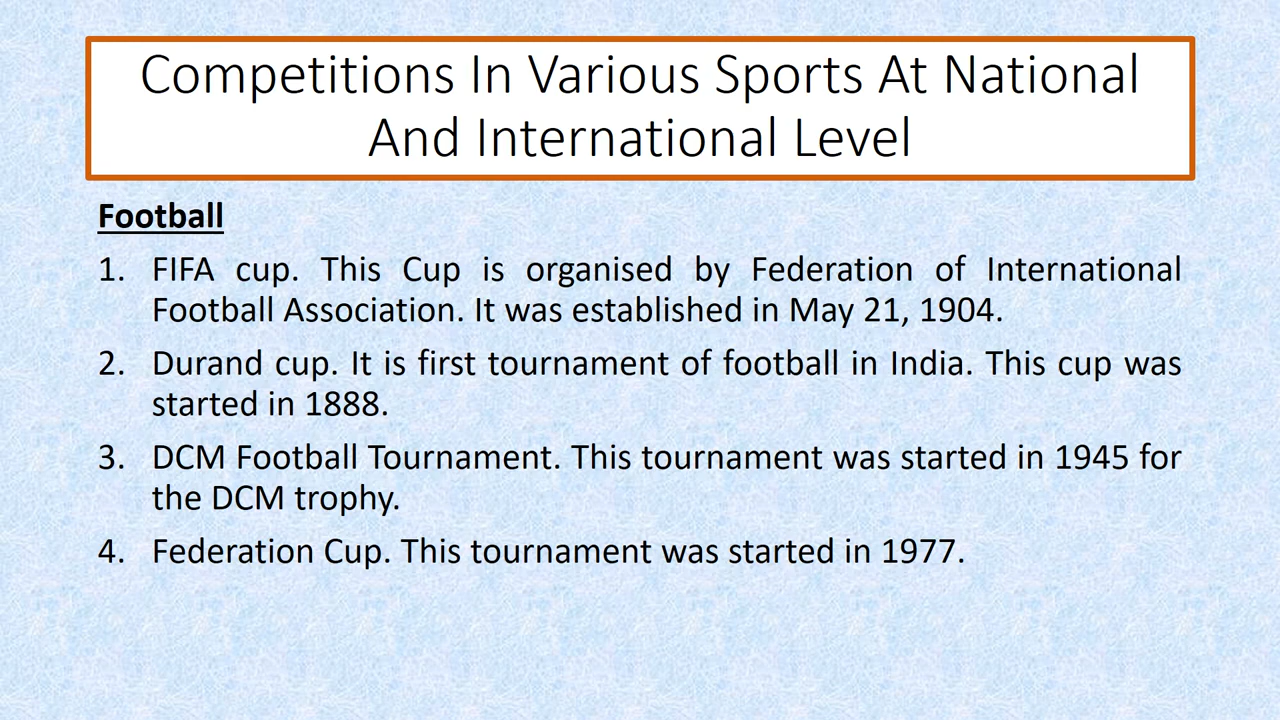 Competitions In Various Sports At National
And International Level
Football
1. FIFA cup. This Cup is organised by Federation of International
Football Association. It was established in May 21, 1904.
2. Durand cup. It is first tournament of football in India. This cup was
started in 1888.
3. DCM Football Tournament. This tournament was started in 1945 for
the DCM trophy.
4. Federation Cup. This tournament was started in 1977.